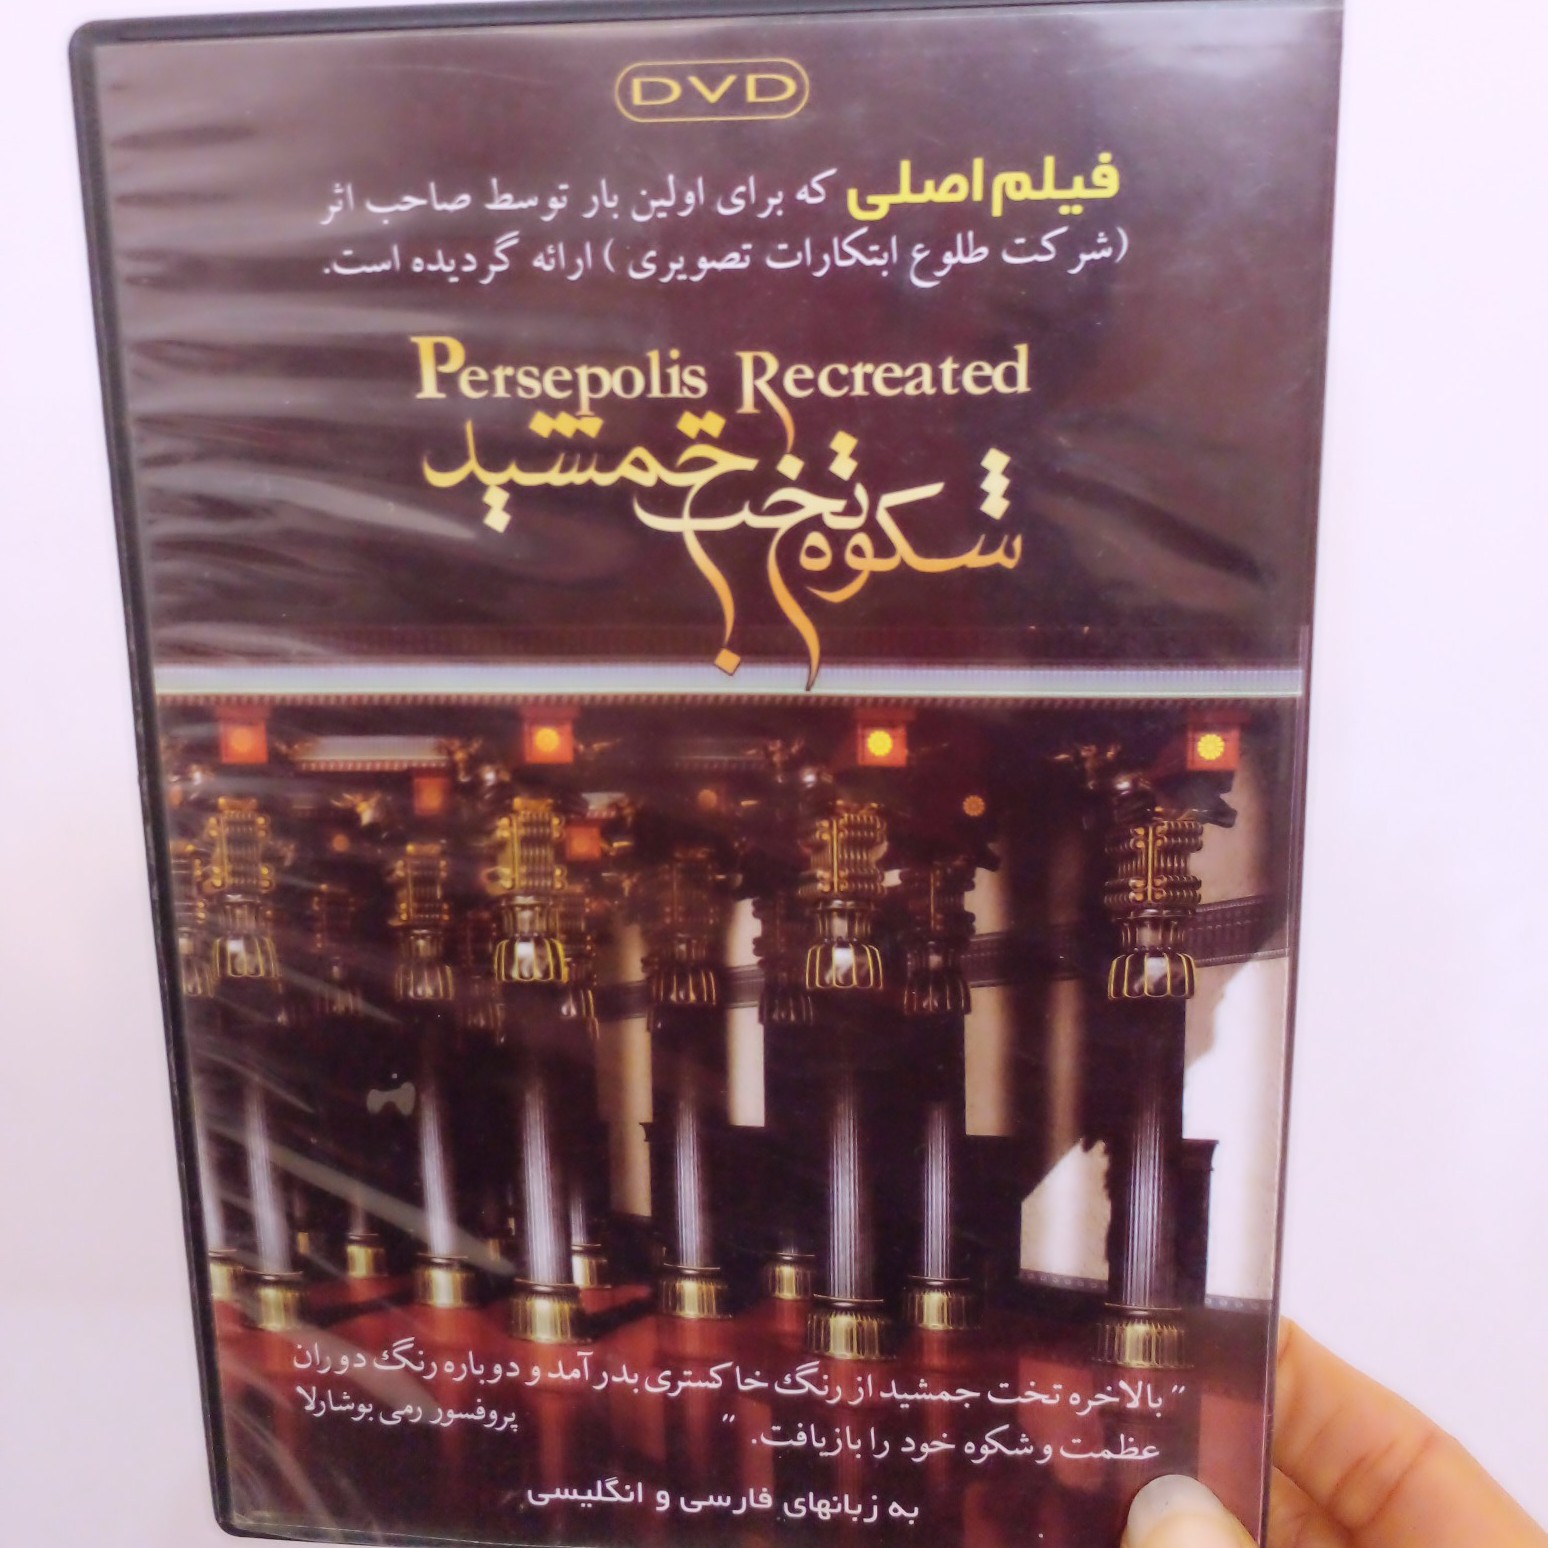 DVD
فیلم اصلی که برای اولین بار توسط صاحب اثر
(شرکت طلوع ابتکارات تصویری) ارائه گردیده است.
Persepolis Recreated
شکوه تخت جمشید
" بالاخره تخت جمشید از رنگ خاکستری بدر آمد و دوباره رنگ دوران
عظمت و شکوه خود را بازیافت. "
پروفسور رمی بوشارلا
به زبانهای فارسی و انگلیسی